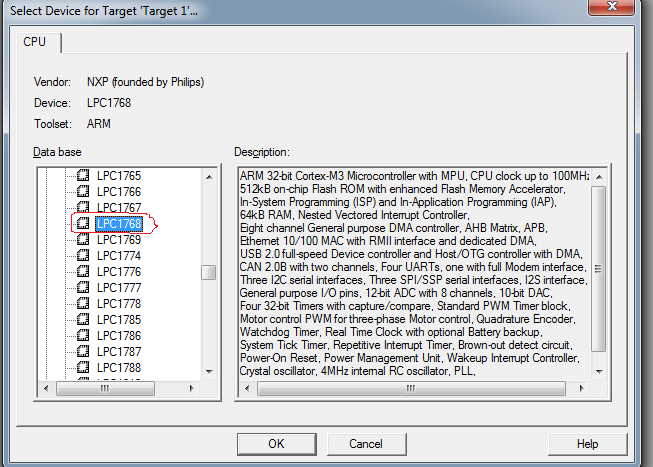 Select Device for Target 'Target 1'...
CPU
Vendor: NXP (founded by Philips)
Device: LPC1768
Toolset: ARM
Data base
LPC1765
LPC1766
LPC1767
LPC1768
LPC1769
LPC1774
LPC1776
LPC1777
LPC1778
LPC1785
LPC1786
LPC1787
LPC1788
Description:
ARM 32-bit Cortex-M3 Microcontroller with MPU, CPU clock up to 100MHz
512kB on-chip Flash ROM with enhanced Flash Memory Accelerator,
In-System Programming (ISP) and In-Application Programming (IAP),
64kB RAM, Nested Vectored Interrupt Controller,
Eight channel General purpose DMA controller, AHB Matrix, APB,
Ethernet 10/100 MAC with RMII interface and dedicated DMA,
USB 2.0 full-speed Device controller and Host/OTG controller with DMA,
CAN 2.0B with two channels, Four UARTs, one with full Modem interface,
Three I2C serial interfaces, Three SPI/SSP serial interfaces, I2S interface,
General purpose I/O pins, 12-bit ADC with 8 channels, 10-bit DAC,
Four 32-bit Timers with capture/compare, Standard PWM Timer block,
Motor control PWM for three-phase Motor control, Quadrature Encoder,
Watchdog Timer, Real Time Clock with optional Battery backup,
System Tick Timer, Repetitive Interrupt Timer, Brown-out detect circuit,
Power-On Reset, Power Management Unit, Wakeup Interrupt Controller,
Crystal oscillator, 4MHz internal RC oscillator, PLL,
OK
Cancel
Help